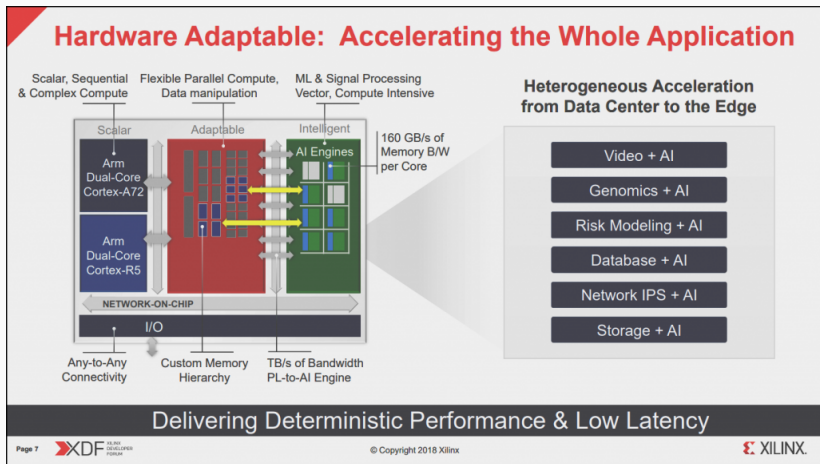 Hardware Adaptable:  Accelerating the Whole Application
Scalar, Sequential
& Complex Compute
Flexible Parallel Compute,
Data manipulation
ML & Signal Processing
Vector, Compute Intensive
Scalar
Adaptable
Intelligent
Arm
Dual-Core
Cortex-A72
Arm
Dual-Core
Cortex-R5
AI Engines
160 GB/s of
Memory B/W
per Core
NETWORK-ON-CHIP
I/O
Any-to-Any
Connectivity
Custom Memory
Hierarchy
TB/s of Bandwidth
PL-to-AI Engine
Heterogeneous Acceleration
from Data Center to the Edge
Video + AI
Genomics + AI
Risk Modeling + AI
Database + AI
Network IPS + AI
Storage + AI
Delivering Deterministic Performance & Low Latency
Page 7
XDF
XILINX
DEVELOPER
FORUM
© Copyright 2018 Xilinx
XILINX.